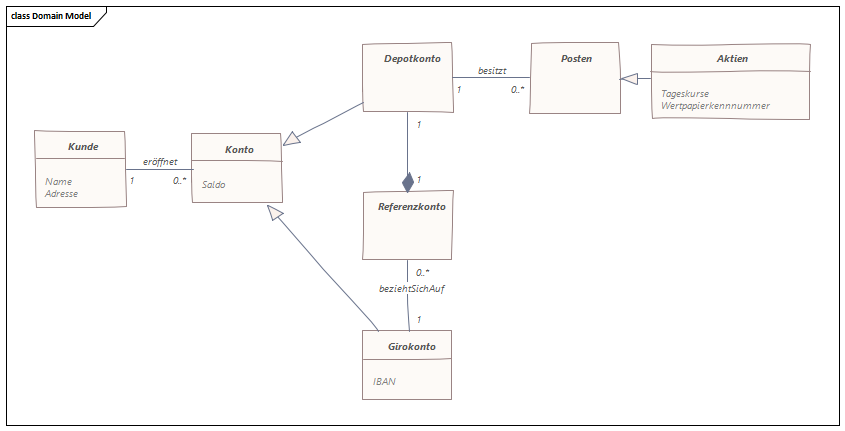 class Domain Model
Depotkonto
besitzt
1
0..*
Posten
Aktien
Tageskurse
Wertpapierkennnummer
Kunde
Name
Adresse
eröffnet
1
0..*
Konto
Saldo
1
1
Referenzkonto
0..*
beziehtSichAuf
1
Girokonto
IBAN